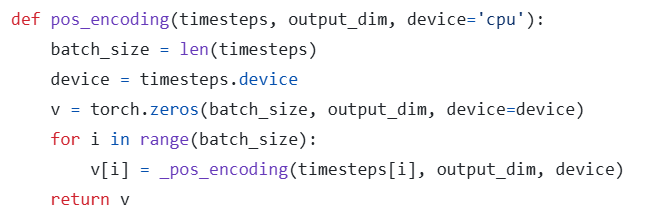 def pos_encoding(timesteps, output_dim, device='cpu'):
    batch_size = len(timesteps)
    device = timesteps.device
    v = torch.zeros(batch_size, output_dim, device=device)
    for i in range(batch_size):
        v[i] = _pos_encoding(timesteps[i], output_dim, device)
    return v